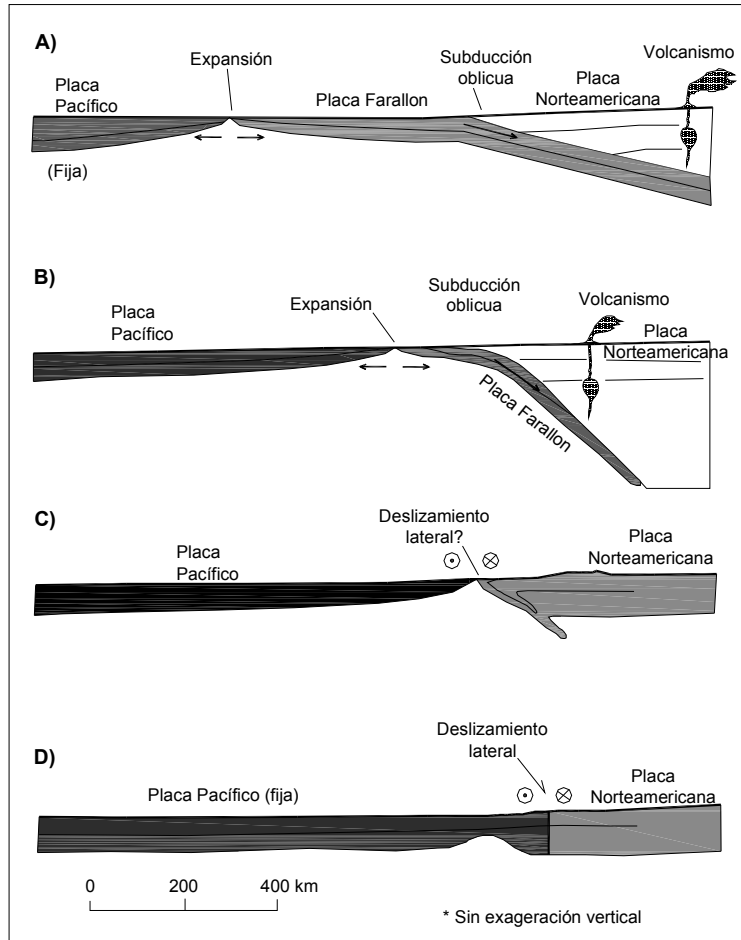 A)
Expansión
Subducción
oblicua
Volcanismo
Placa
Pacífico
Placa Farallon
Placa
Norteamericana
(Fija)
B)
Placa
Pacífico
Expansión
Subducción
oblicua
Volcanismo
Placa
Norteamericana
Placa Farallon
C)
Placa
Pacífico
Deslizamiento
lateral?
Placa
Norteamericana
D)
Placa Pacífico (fija)
Deslizamiento
lateral
Placa
Norteamericana
0 200 400 km
* Sin exageración vertical